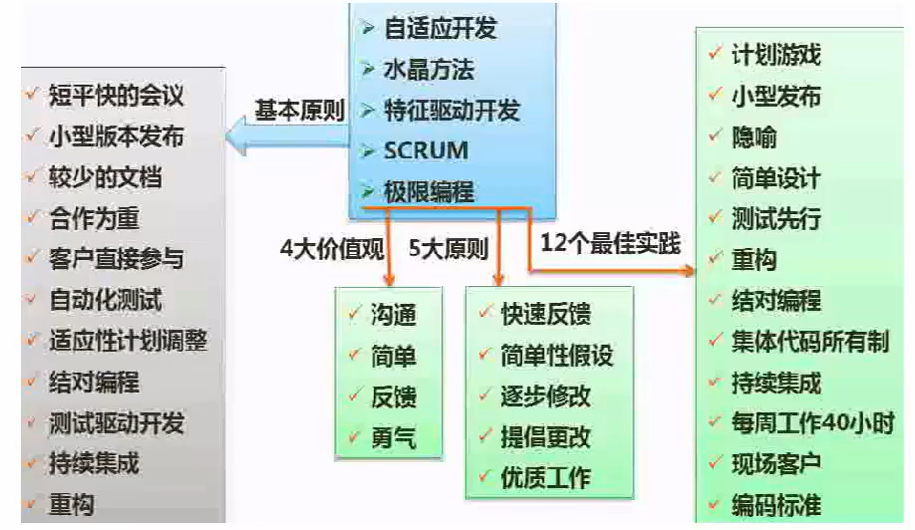 自适应开发
水晶方法
特征驱动开发
SCRUM
极限编程
基本原则
短平快的会议
小型版本发布
较少的文档
合作为重
客户直接参与
自动化测试
适应性计划调整
结对编程
测试驱动开发
持续集成
重构
4大价值观
沟通
简单
反馈
勇气
5大原则
快速反馈
简单性假设
逐步修改
提倡更改
优质工作
12个最佳实践
计划游戏
小型发布
隐喻
简单设计
测试先行
重构
结对编程
集体代码所有制
持续集成
每周工作40小时
现场客户
编码标准